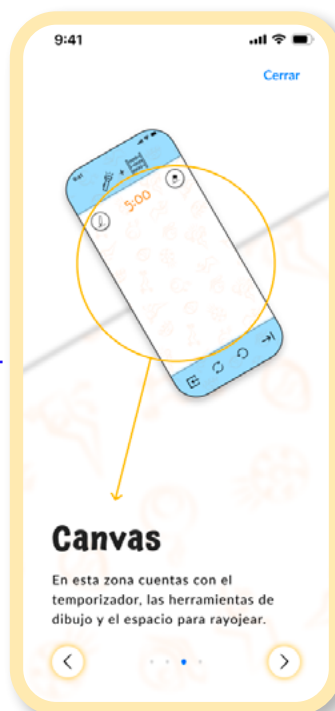 9:41
Cerrar
5:00
Canvas
En esta zona cuentas con el
temporizador, las herramientas de
dibujo y el espacio para rayojear.